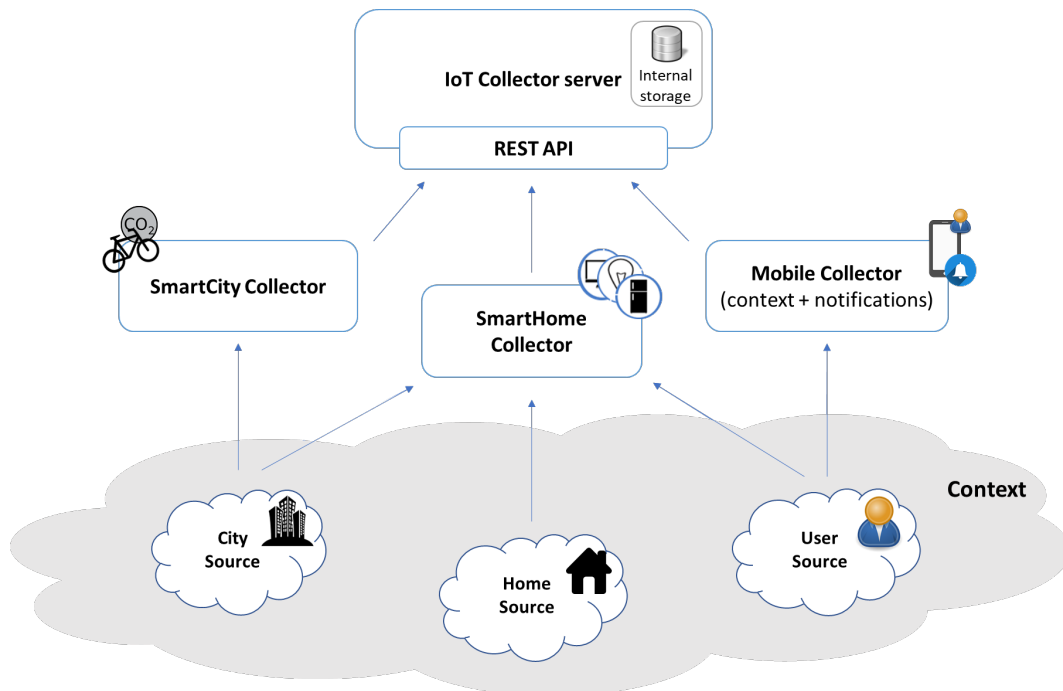 IoT Collector server
Internal
storage
REST API
CO2
SmartCity Collector
SmartHome
Collector
Mobile Collector
(context + notifications)
Context
City
Source
Home
Source
User
Source